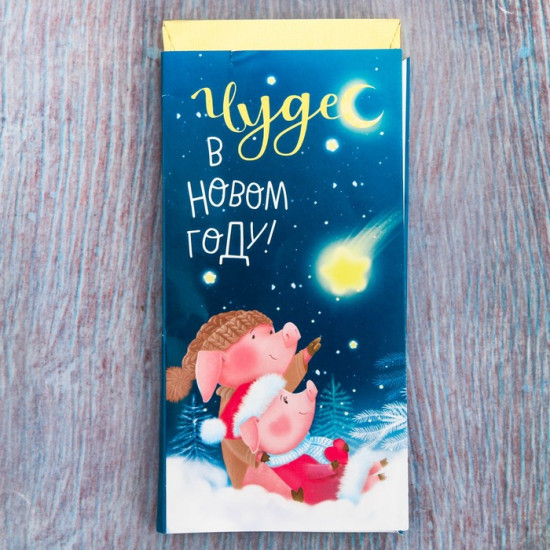 Чудес
в
новом
году!